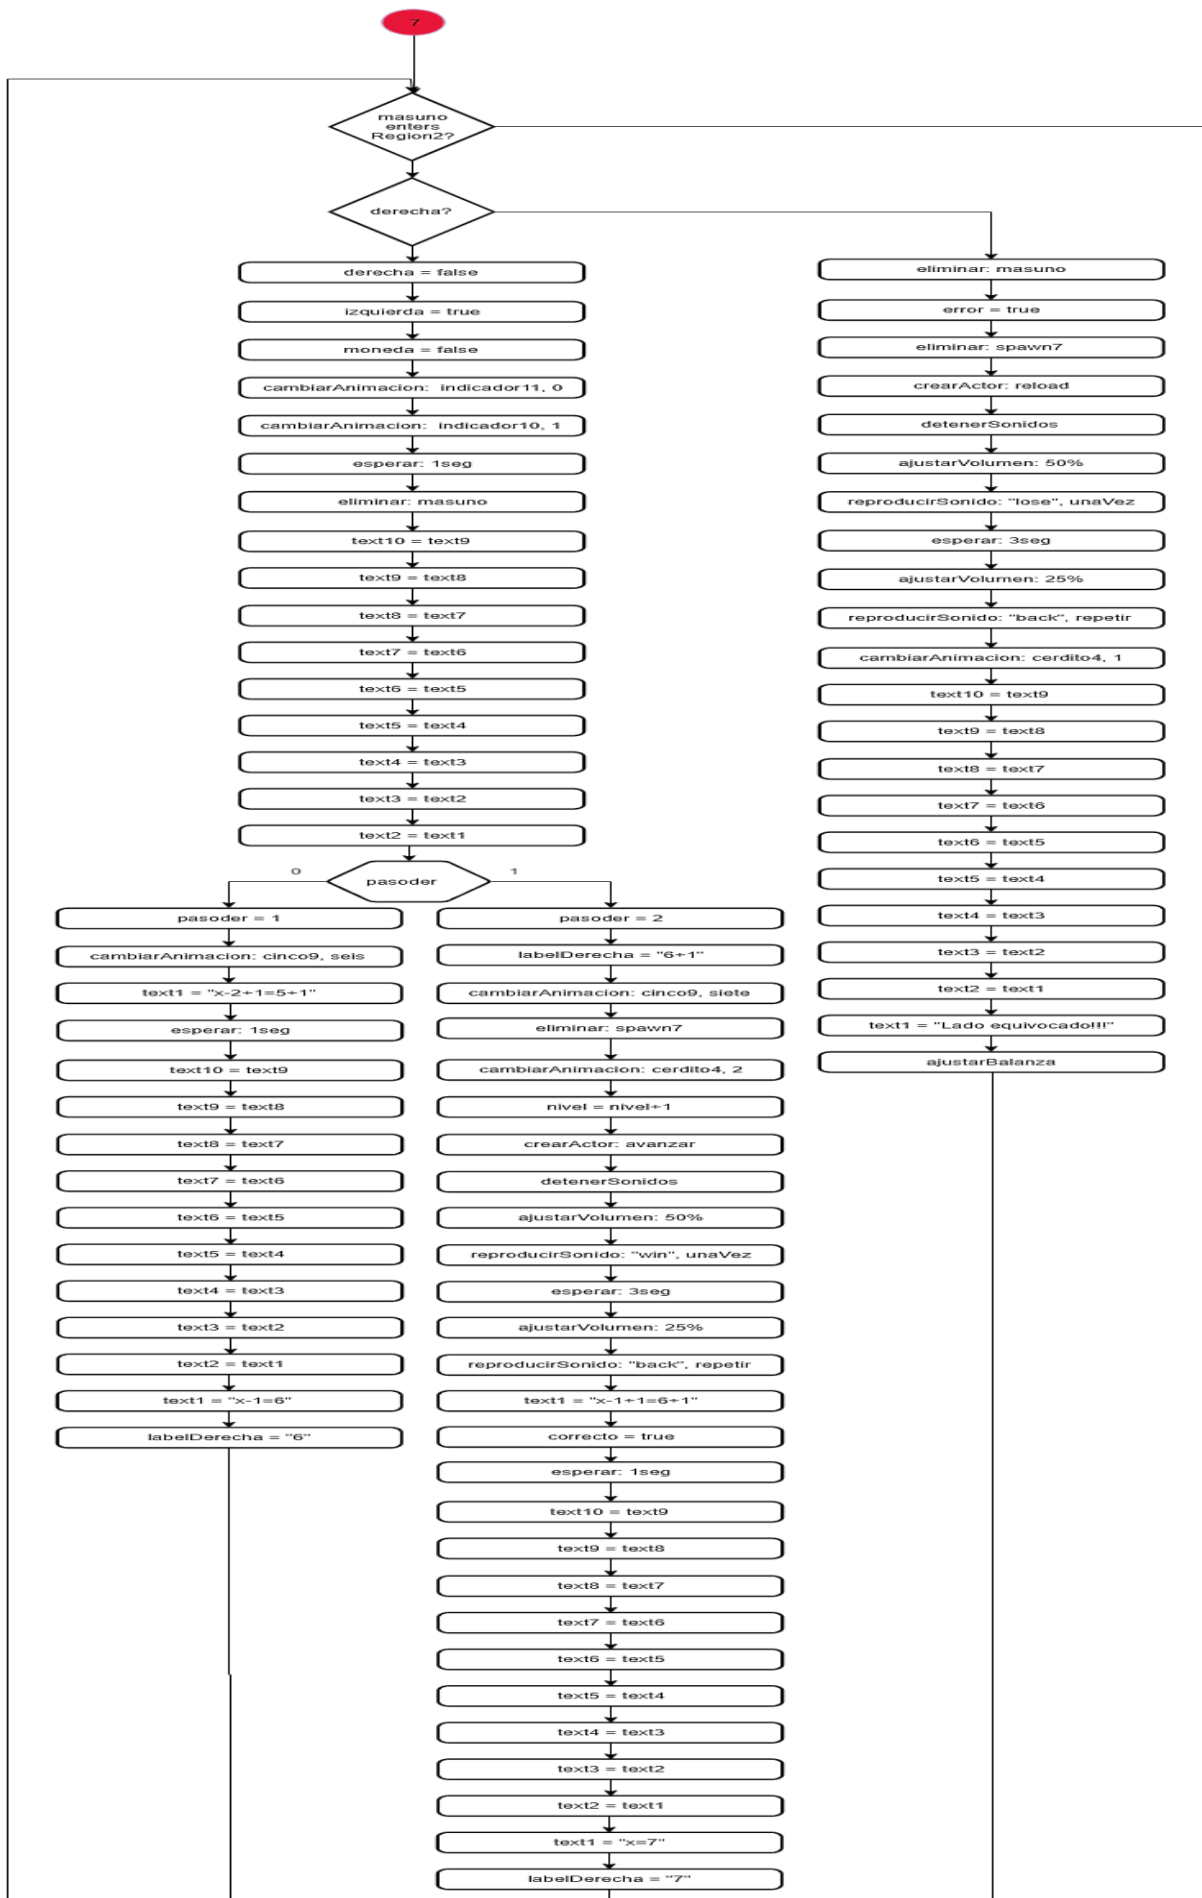 7
masuno
enters
Region2?
derecha?
derecha = false
izquierda = true
moneda = false
cambiarAnimacion: indicador11, 0
cambiarAnimacion: indicador10, 1
esperar: 1seg
eliminar: masuno
text10 = text9
text9 = text8
text8 = text7
text7 = text6
text6 = text5
text5 = text4
text4 = text3
text3 = text2
text2 = text1
pasoder
0
1
pasoder = 1
cambiarAnimacion: cinco9, seis
text1 = "x-2+1=5+1"
esperar: 1seg
text10 = text9
text9 = text8
text8 = text7
text7 = text6
text6 = text5
text5 = text4
text4 = text3
text3 = text2
text2 = text1
text1 = "x-1=6"
labelDerecha = "6"
pasoder = 2
labelDerecha = "6+1"
cambiarAnimacion: cinco9, siete
eliminar: spawn7
cambiarAnimacion: cerdito4, 2
nivel = nivel+1
crearActor: avanzar
detenerSonidos
ajustarVolumen: 50%
reproducirSonido: "win", unaVez
esperar: 3seg
ajustarVolumen: 25%
reproducirSonido: "back", repetir
text1 = "x-1+1=6+1"
correcto = true
esperar: 1seg
text10 = text9
text9 = text8
text8 = text7
text7 = text6
text6 = text5
text5 = text4
text4 = text3
text3 = text2
text2 = text1
text1 = "x=7"
labelDerecha = "7"
eliminar: masuno
error = true
eliminar: spawn7
crearActor: reload
detenerSonidos
ajustarVolumen: 50%
reproducirSonido: "lose", unaVez
esperar: 3seg
ajustarVolumen: 25%
reproducirSonido: "back", repetir
cambiarAnimacion: cerdito4, 1
text10 = text9
text9 = text8
text8 = text7
text7 = text6
text6 = text5
text5 = text4
text4 = text3
text3 = text2
text2 = text1
text1 = "Lado equivocado!!!"
ajustarBalanza